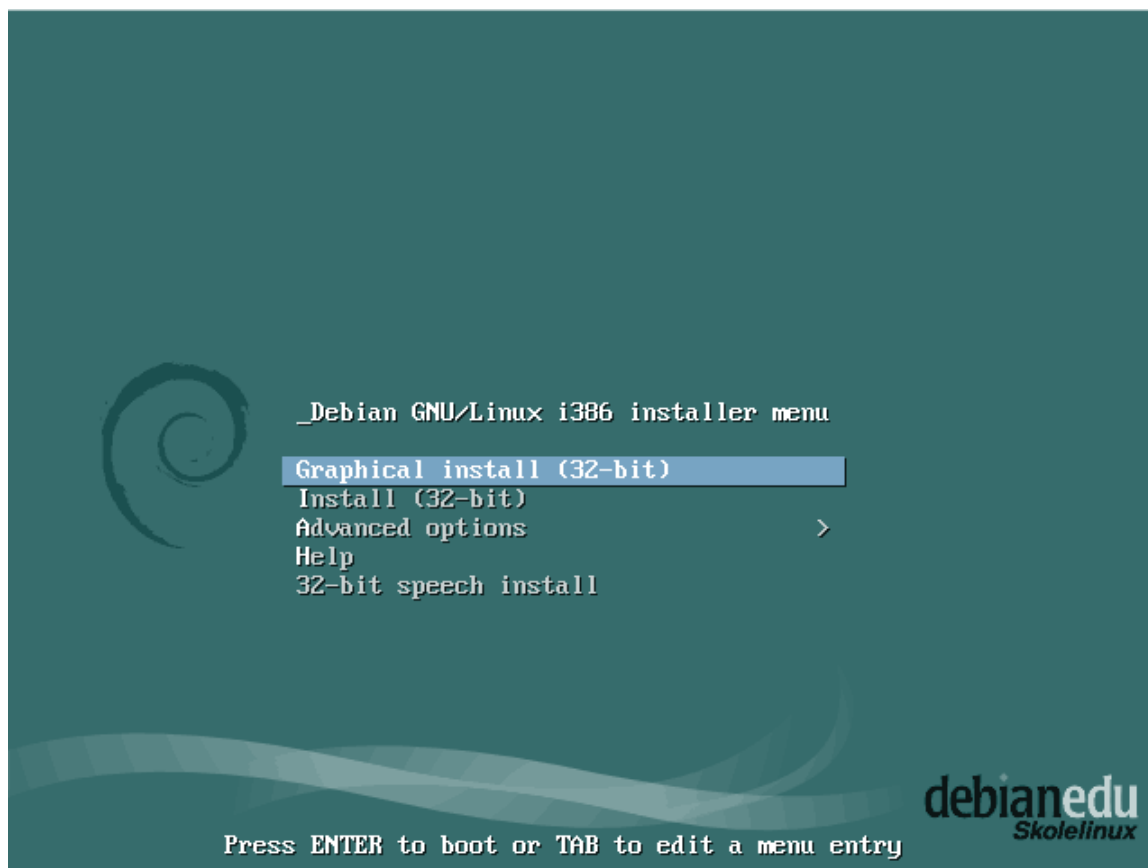 _Debian GNU/Linux i386 installer menu
Graphical install (32-bit)
Install (32-bit)
Advanced options >
Help
32-bit speech install
debianedu
Skolelinux
Press ENTER to boot or TAB to edit a menu entry